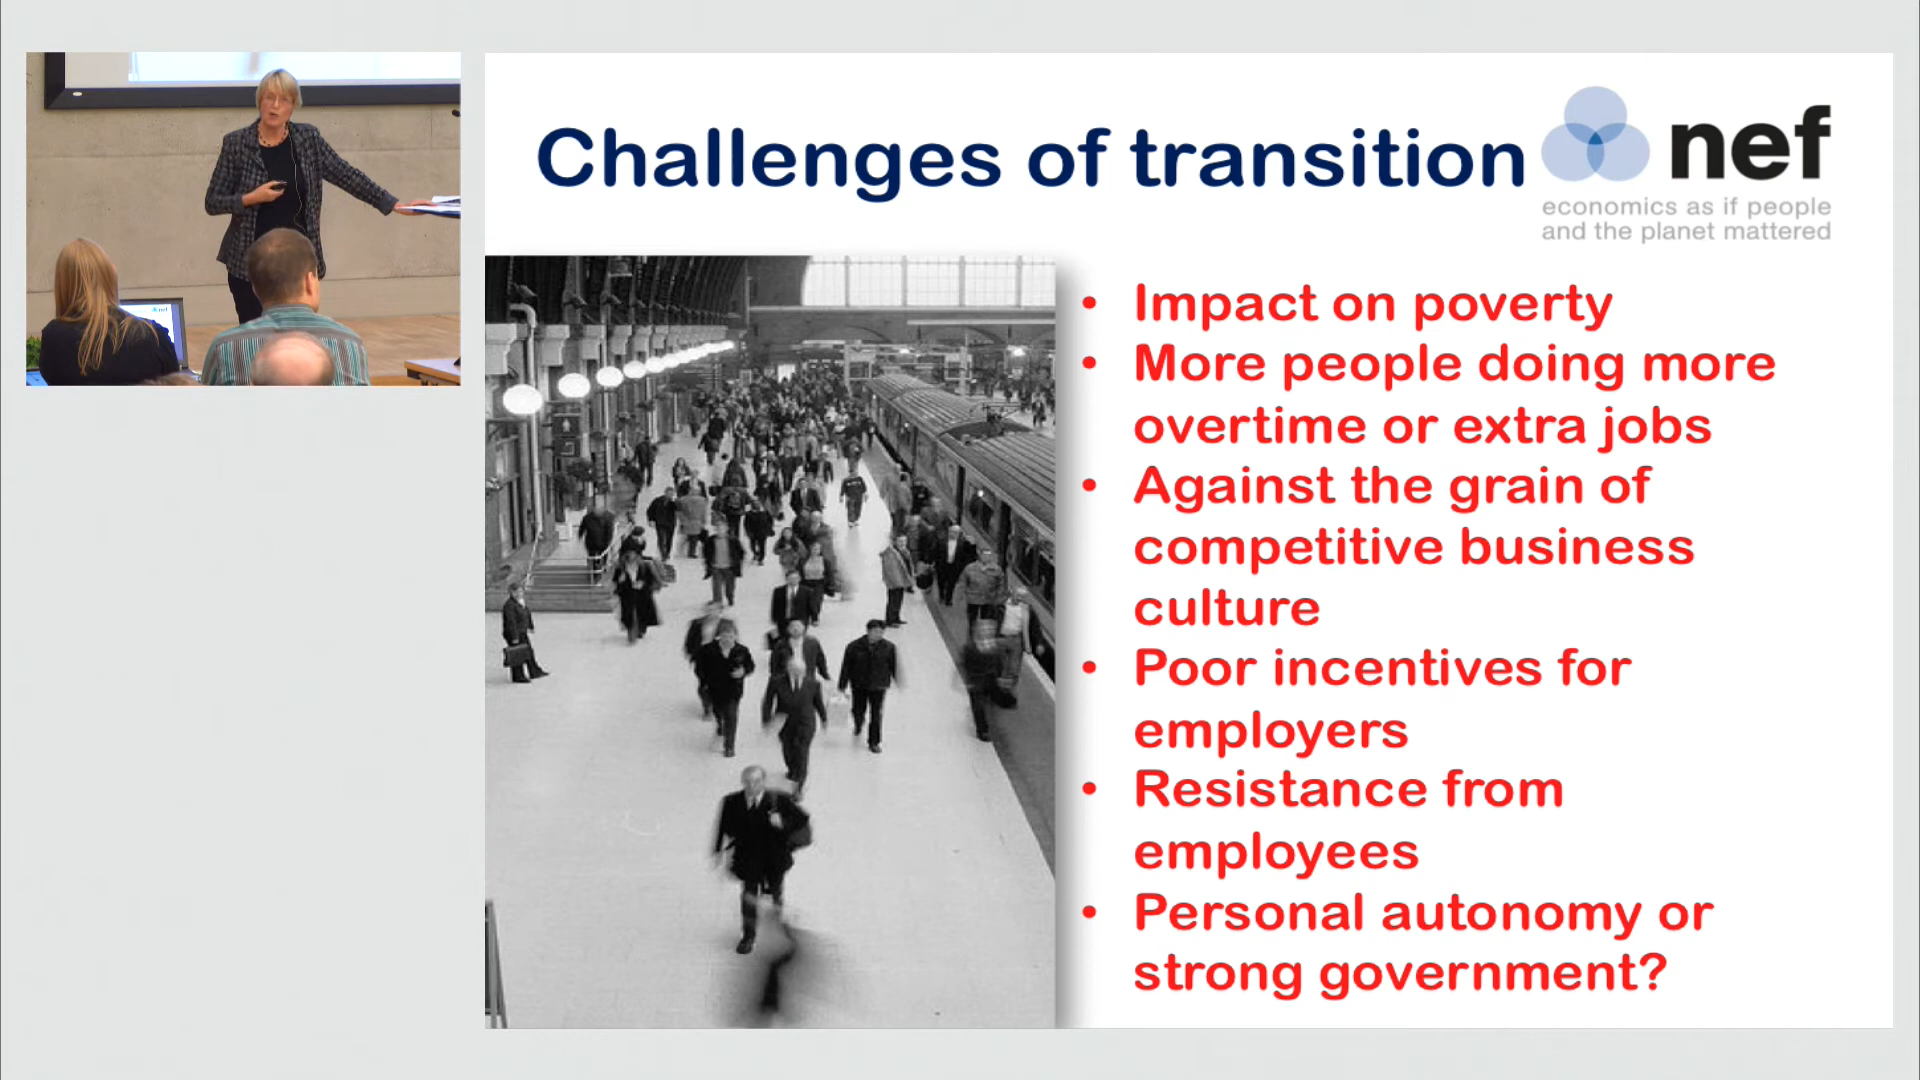 Challenges of transition
nef
economics as if people
and the planet mattered
• Impact on poverty
• More people doing more
overtime or extra jobs
• Against the grain of
competitive business
culture
• Poor incentives for
employers
• Resistance from
employees
• Personal autonomy or
strong government?